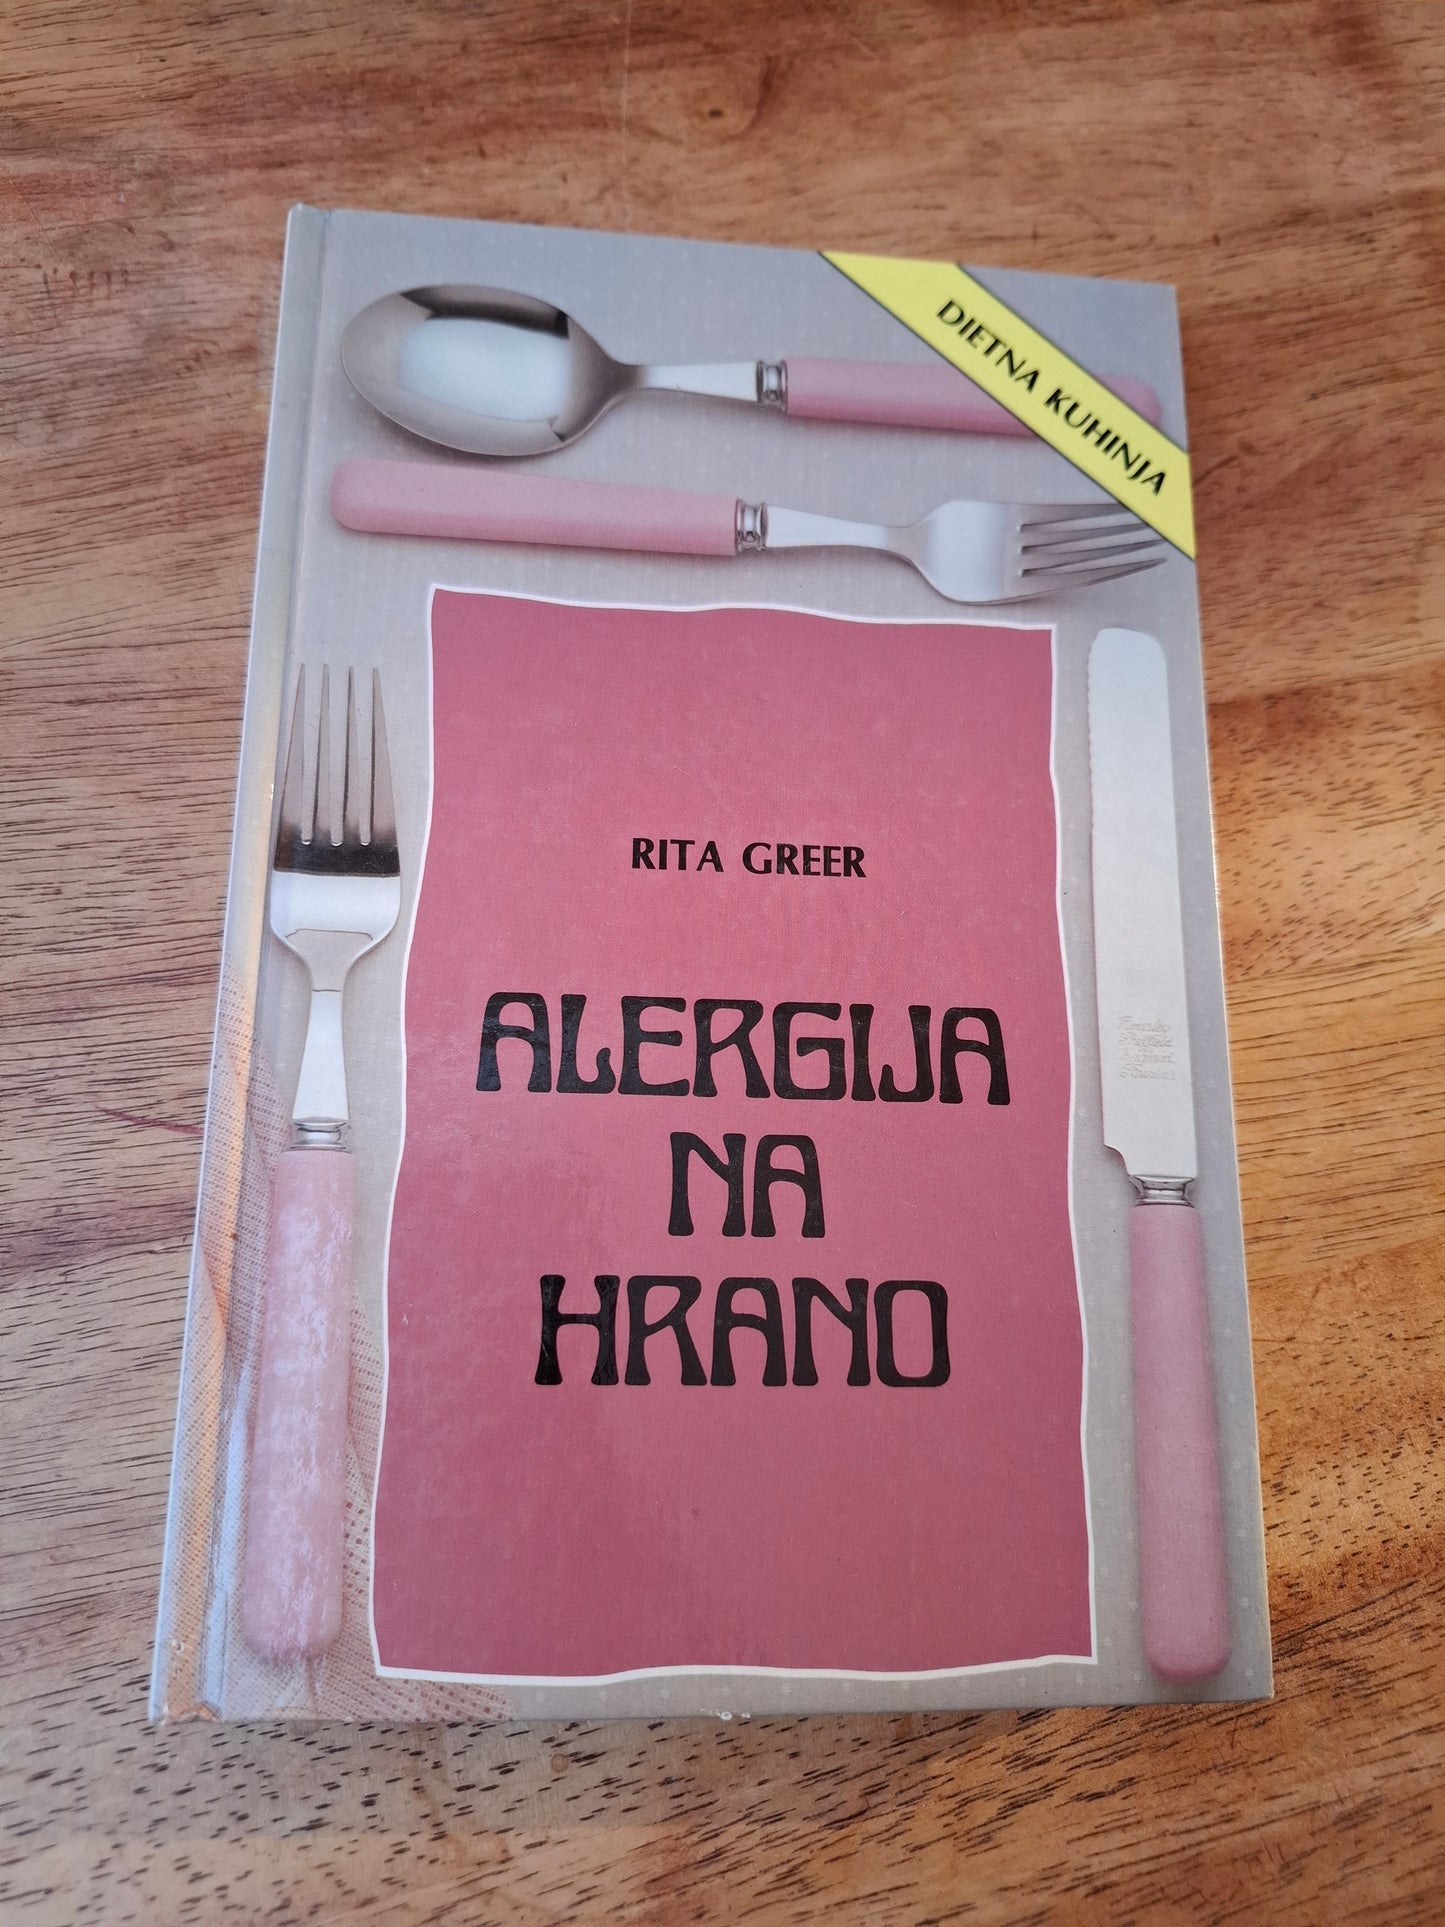 DIETNA KUHINJA
RITA GREER
ALERGIJA
NA
HRANO